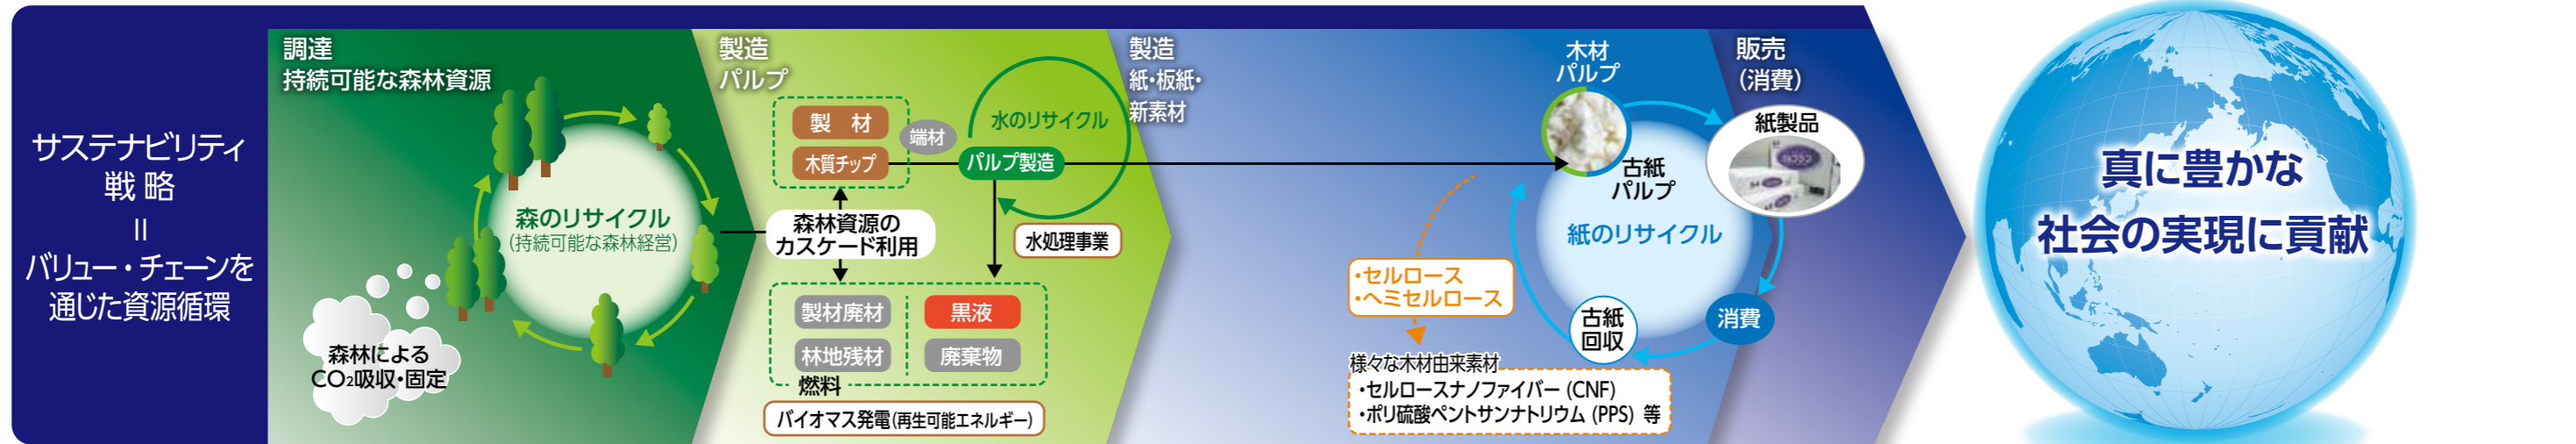 サステナビリティ
戦 略
=
バリュー・チェーンを
通じた資源循環
調達
持続可能な森林資源
森のリサイクル
(持続可能な森林経営)
森林による
CO₂吸収・固定
製造
パルプ
製 材
木質チップ
端材
水のリサイクル
パルプ製造
森林資源の
カスケード利用
水処理事業
製材廃材
黒液
林地残材
廃棄物
燃料
バイオマス発電(再生可能エネルギー)
製造
紙・板紙・
新素材
木材
パルプ
古紙
パルプ
紙のリサイクル
・セルロース
・ヘミセルロース
古紙
回収
様々な木材由来素材
・セルロースナノファイバー (CNF)
・ポリ硫酸ペントサンナトリウム (PPS) 等
販売
(消費)
紙製品
消費
真に豊かな
社会の実現に貢献